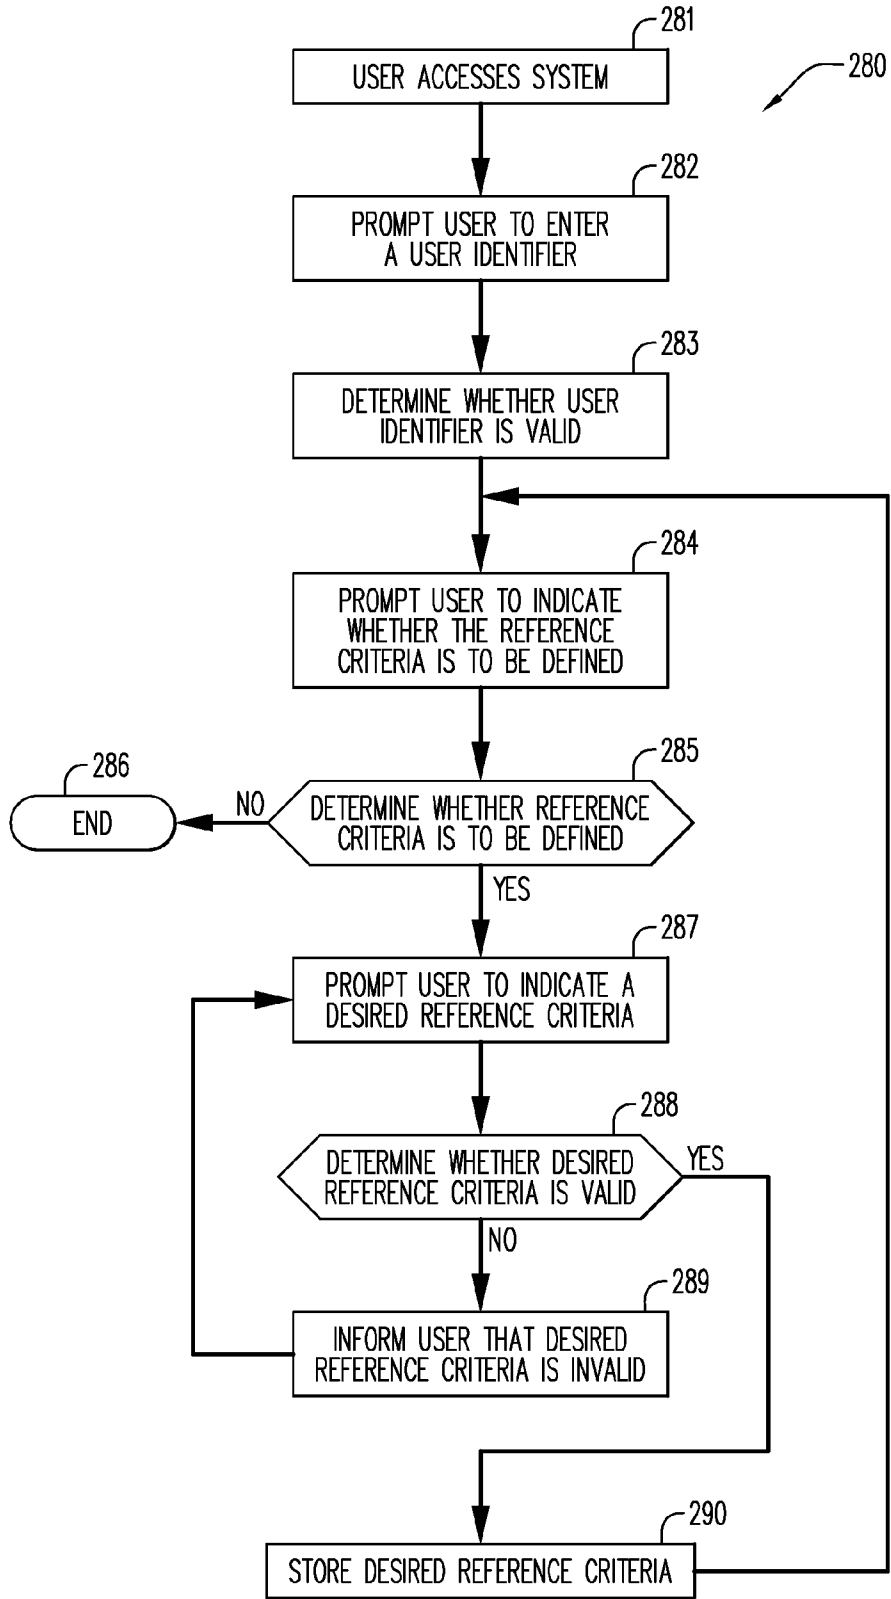 281
USER ACCESSES SYSTEM
280
282
PROMPT USER TO ENTER
A USER IDENTIFIER
283
DETERMINE WHETHER USER
IDENTIFIER IS VALID
284
PROMPT USER TO INDICATE
WHETHER THE REFERENCE
CRITERIA IS TO BE DEFINED
285
DETERMINE WHETHER REFERENCE
CRITERIA IS TO BE DEFINED
NO
286
END
YES
287
PROMPT USER TO INDICATE A
DESIRED REFERENCE CRITERIA
288
DETERMINE WHETHER DESIRED
REFERENCE CRITERIA IS VALID
YES
NO
289
INFORM USER THAT DESIRED
REFERENCE CRITERIA IS INVALID
290
STORE DESIRED REFERENCE CRITERIA